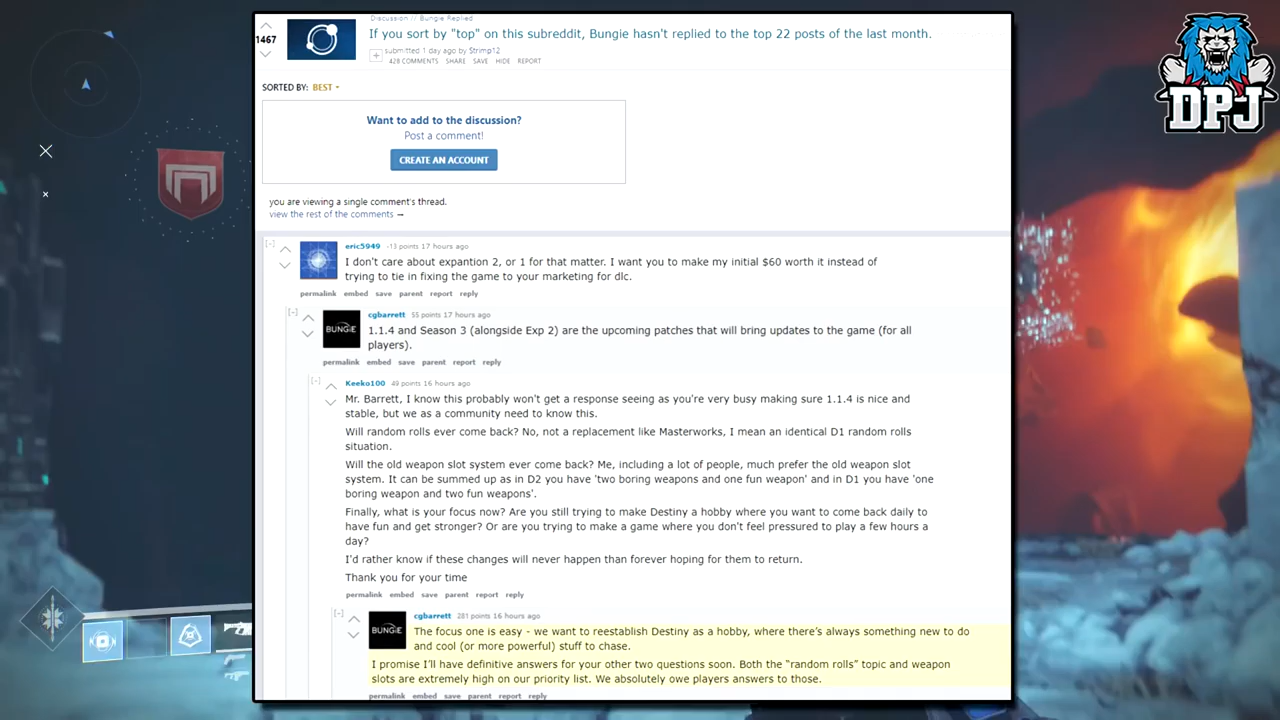 Discussion // Bungie Replied
1467
If you sort by "top" on this subreddit, Bungie hasn't replied to the top 22 posts of the last month.
submitted 1 day ago by Strimp12
428 COMMENTS SHARE SAVE HIDE REPORT
SORTED BY: BEST
Want to add to the discussion?
Post a comment!
CREATE AN ACCOUNT
you are viewing a single comment's thread.
view the rest of the comments →
[-] eric5949 -13 points 17 hours ago
I don't care about expantion 2, or 1 for that matter. I want you to make my initial $60 worth it instead of
trying to tie in fixing the game to your marketing for dlc.
permalink embed save parent report reply
[-] cgbarrett 55 points 17 hours ago
BUNGIE
1.1.4 and Season 3 (alongside Exp 2) are the upcoming patches that will bring updates to the game (for all
players).
permalink embed save parent report reply
[-] Keeko100 49 points 16 hours ago
Mr. Barrett, I know this probably won't get a response seeing as you're very busy making sure 1.1.4 is nice and
stable, but we as a community need to know this.
Will random rolls ever come back? No, not a replacement like Masterworks, I mean an identical D1 random rolls
situation.
Will the old weapon slot system ever come back? Me, including a lot of people, much prefer the old weapon slot
system. It can be summed up as in D2 you have 'two boring weapons and one fun weapon' and in D1 you have 'one
boring weapon and two fun weapons'.
Finally, what is your focus now? Are you still trying to make Destiny a hobby where you want to come back daily to
have fun and get stronger? Or are you trying to make a game where you don't feel pressured to play a few hours a
day?
I'd rather know if these changes will never happen than forever hoping for them to return.
Thank you for your time
permalink embed save parent report reply
[-] cgbarrett 281 points 16 hours ago
BUNGIE
The focus one is easy - we want to reestablish Destiny as a hobby, where there's always something new to do
and cool (or more powerful) stuff to chase.
I promise I'll have definitive answers for your other two questions soon. Both the "random rolls" topic and weapon
slots are extremely high on our priority list. We absolutely owe players answers to those.
permalink embed save parent report reply
DPJ